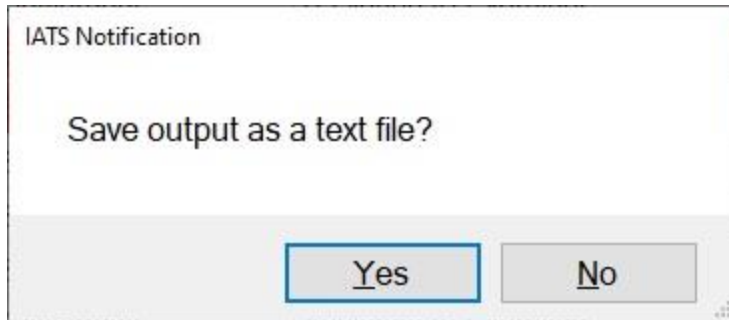 IATS Notification
Save output as a text file?
Yes
No